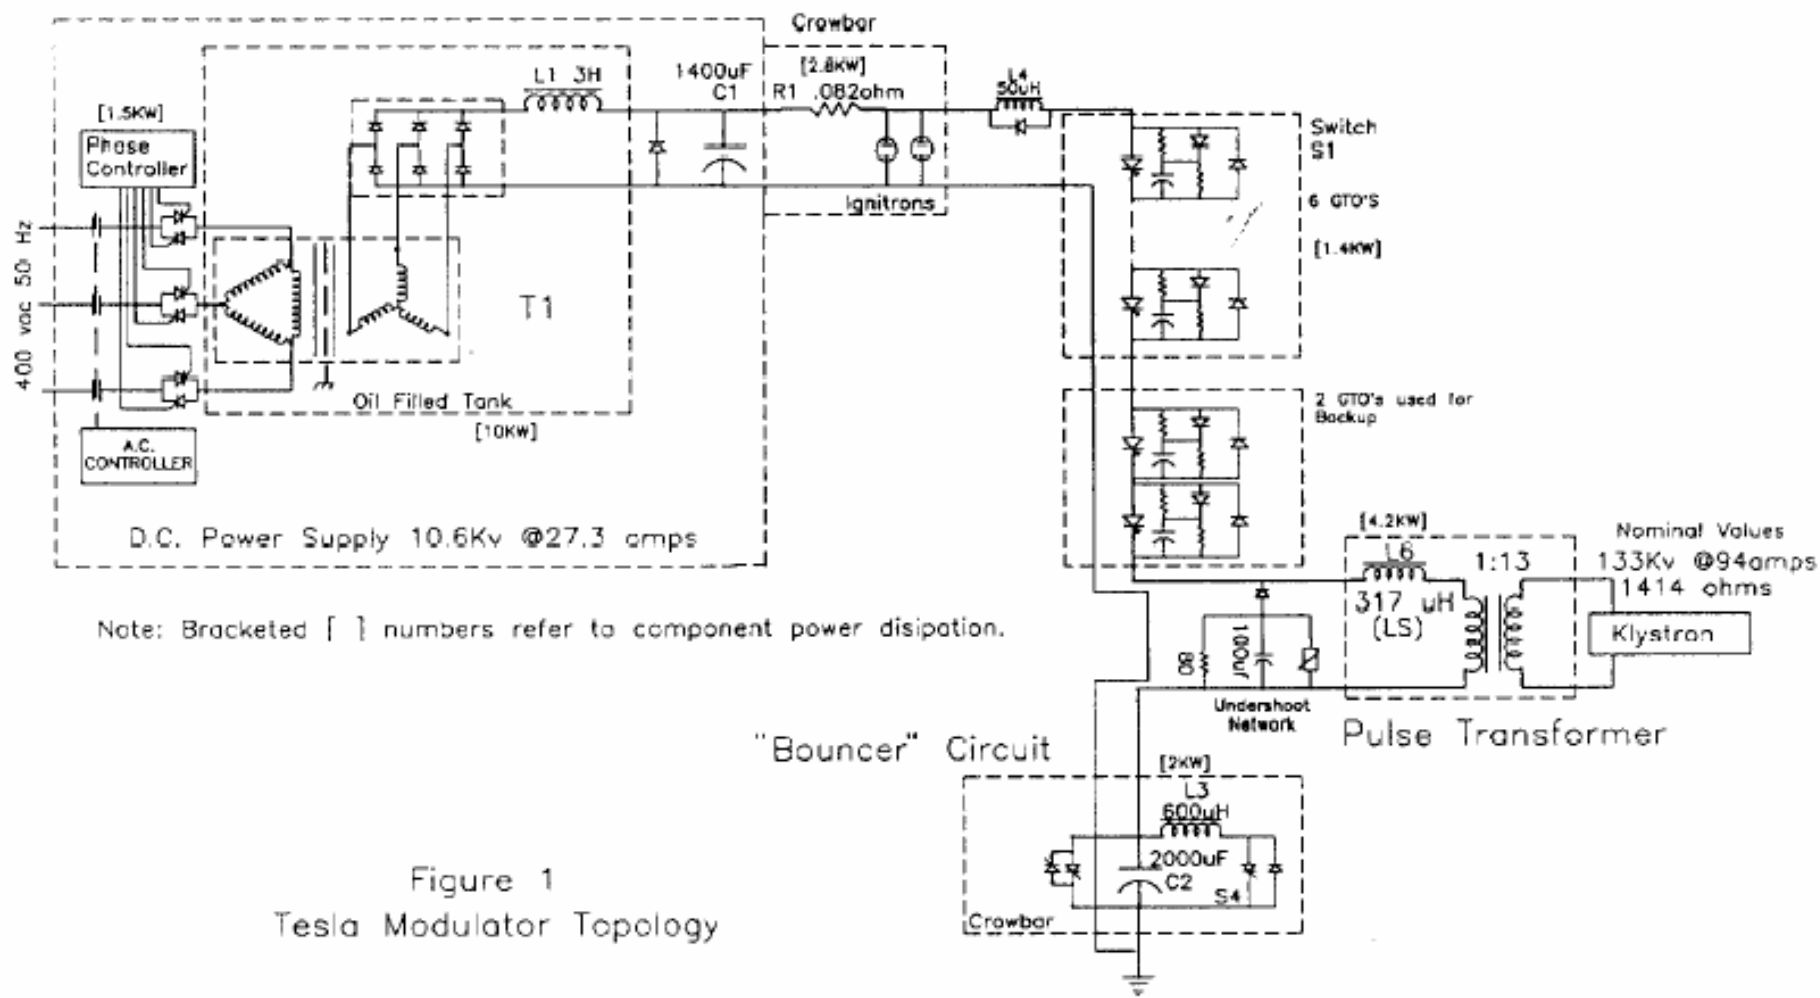 Crowbar
L1 3H
1400uF
C1
[2.8KW]
R1 .082ohm
L4
50uH
[1.5KW]
Phase
Controller
Switch
S1
6 GTO'S
[1.4KW]
Ignitrons
400 vac 50 Hz
T1
Oil Filled Tank
[10KW]
A.C.
CONTROLLER
2 GTO's used for
Backup
D.C. Power Supply 10.6Kv @27.3 amps
[4.2KW]
L6
1:13
317 uH
(LS)
Nominal Values
133Kv @94amps
1414 ohms
Klystron
Note: Bracketed [ ] numbers refer to component power disipation.
80
100uf
Undershoot
Network
Pulse Transformer
"Bouncer" Circuit
[2KW]
L3
600uH
2000uF
C2
S4
Crowbar
Figure 1
Tesla Modulator Topology